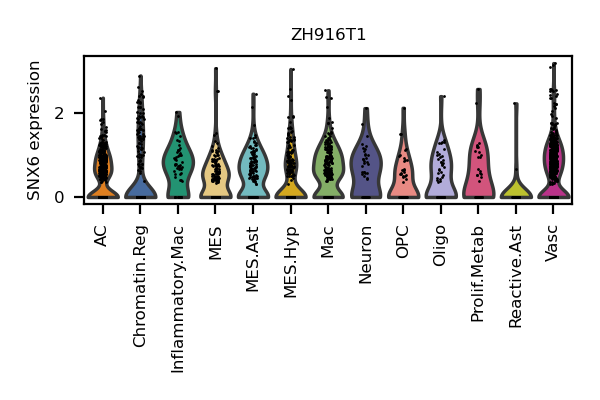 ZH916T1
SNX6 expression
2
0
AC
Chromatin.Reg
Inflammatory.Mac
MES
MES.Ast
MES.Hyp
Mac
Neuron
OPC
Oligo
Prolif.Metab
Reactive.Ast
Vasc